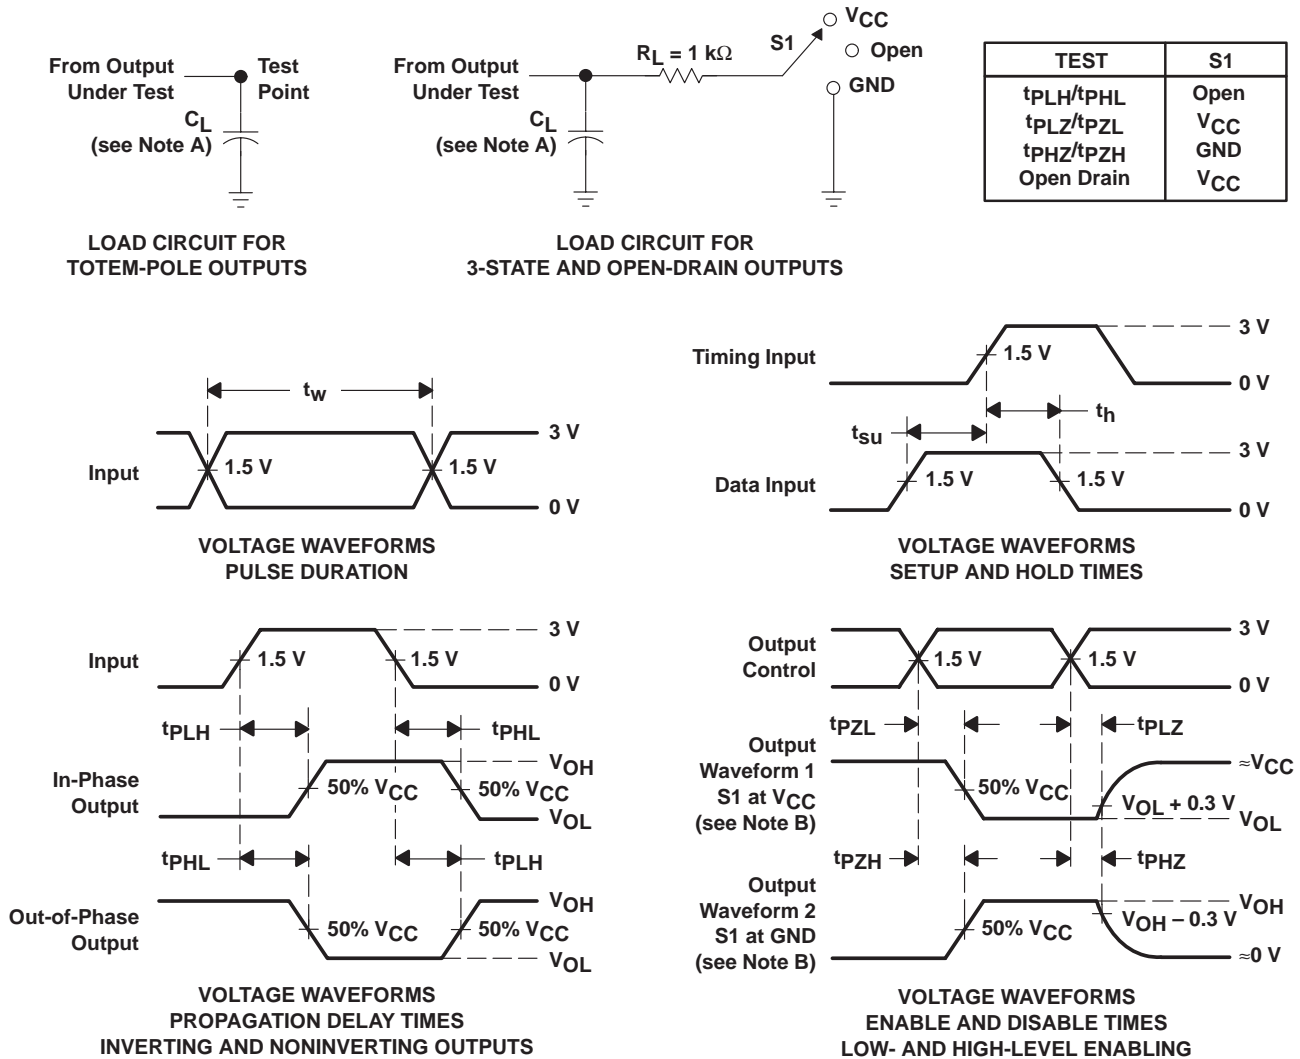 From Output
Under Test
Test
Point
CL
(see Note A)
LOAD CIRCUIT FOR
TOTEM-POLE OUTPUTS
From Output
Under Test
RL = 1 kΩ
S1
VCC
Open
GND
CL
(see Note A)
LOAD CIRCUIT FOR
3-STATE AND OPEN-DRAIN OUTPUTS
TEST S1
tPLH/tPHL Open
tPLZ/tPZL VCC
tPHZ/tPZH GND
Open Drain VCC
tw
Input
1.5 V
1.5 V
3 V
0 V
VOLTAGE WAVEFORMS
PULSE DURATION
Timing Input
1.5 V
3 V
0 V
tsu
th
Data Input
1.5 V
1.5 V
3 V
0 V
VOLTAGE WAVEFORMS
SETUP AND HOLD TIMES
Input
1.5 V
1.5 V
3 V
0 V
tPLH
tPHL
In-Phase
Output
50% VCC
50% VCC
VOH
VOL
tPHL
tPLH
Out-of-Phase
Output
50% VCC
50% VCC
VOH
VOL
VOLTAGE WAVEFORMS
PROPAGATION DELAY TIMES
INVERTING AND NONINVERTING OUTPUTS
Output
Control
1.5 V
1.5 V
3 V
0 V
tPZL
tPLZ
Output
Waveform 1
S1 at VCC
(see Note B)
50% VCC
VOL + 0.3 V
≈VCC
VOL
tPZH
tPHZ
Output
Waveform 2
S1 at GND
(see Note B)
50% VCC
VOH – 0.3 V
VOH
≈0 V
VOLTAGE WAVEFORMS
ENABLE AND DISABLE TIMES
LOW- AND HIGH-LEVEL ENABLING